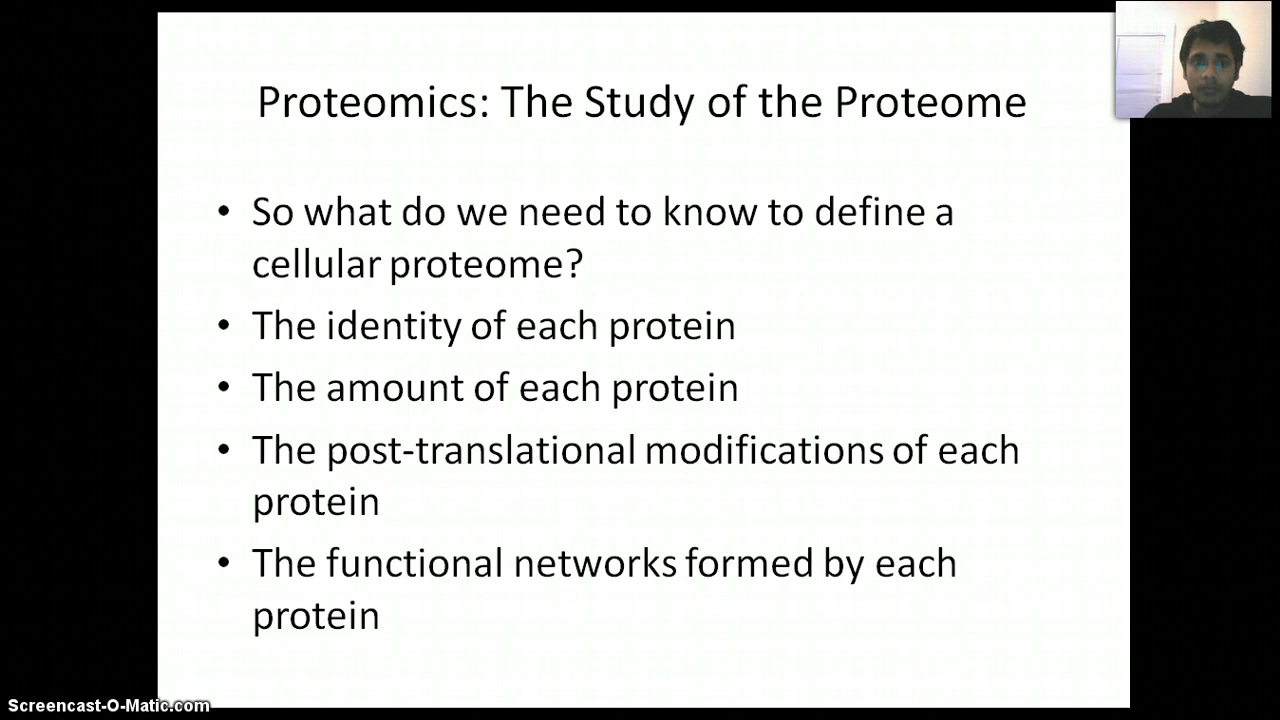 Proteomics: The Study of the Proteome
• So what do we need to know to define a
cellular proteome?
• The identity of each protein
• The amount of each protein
• The post-translational modifications of each
protein
• The functional networks formed by each
protein
Screencast-O-Matic.com